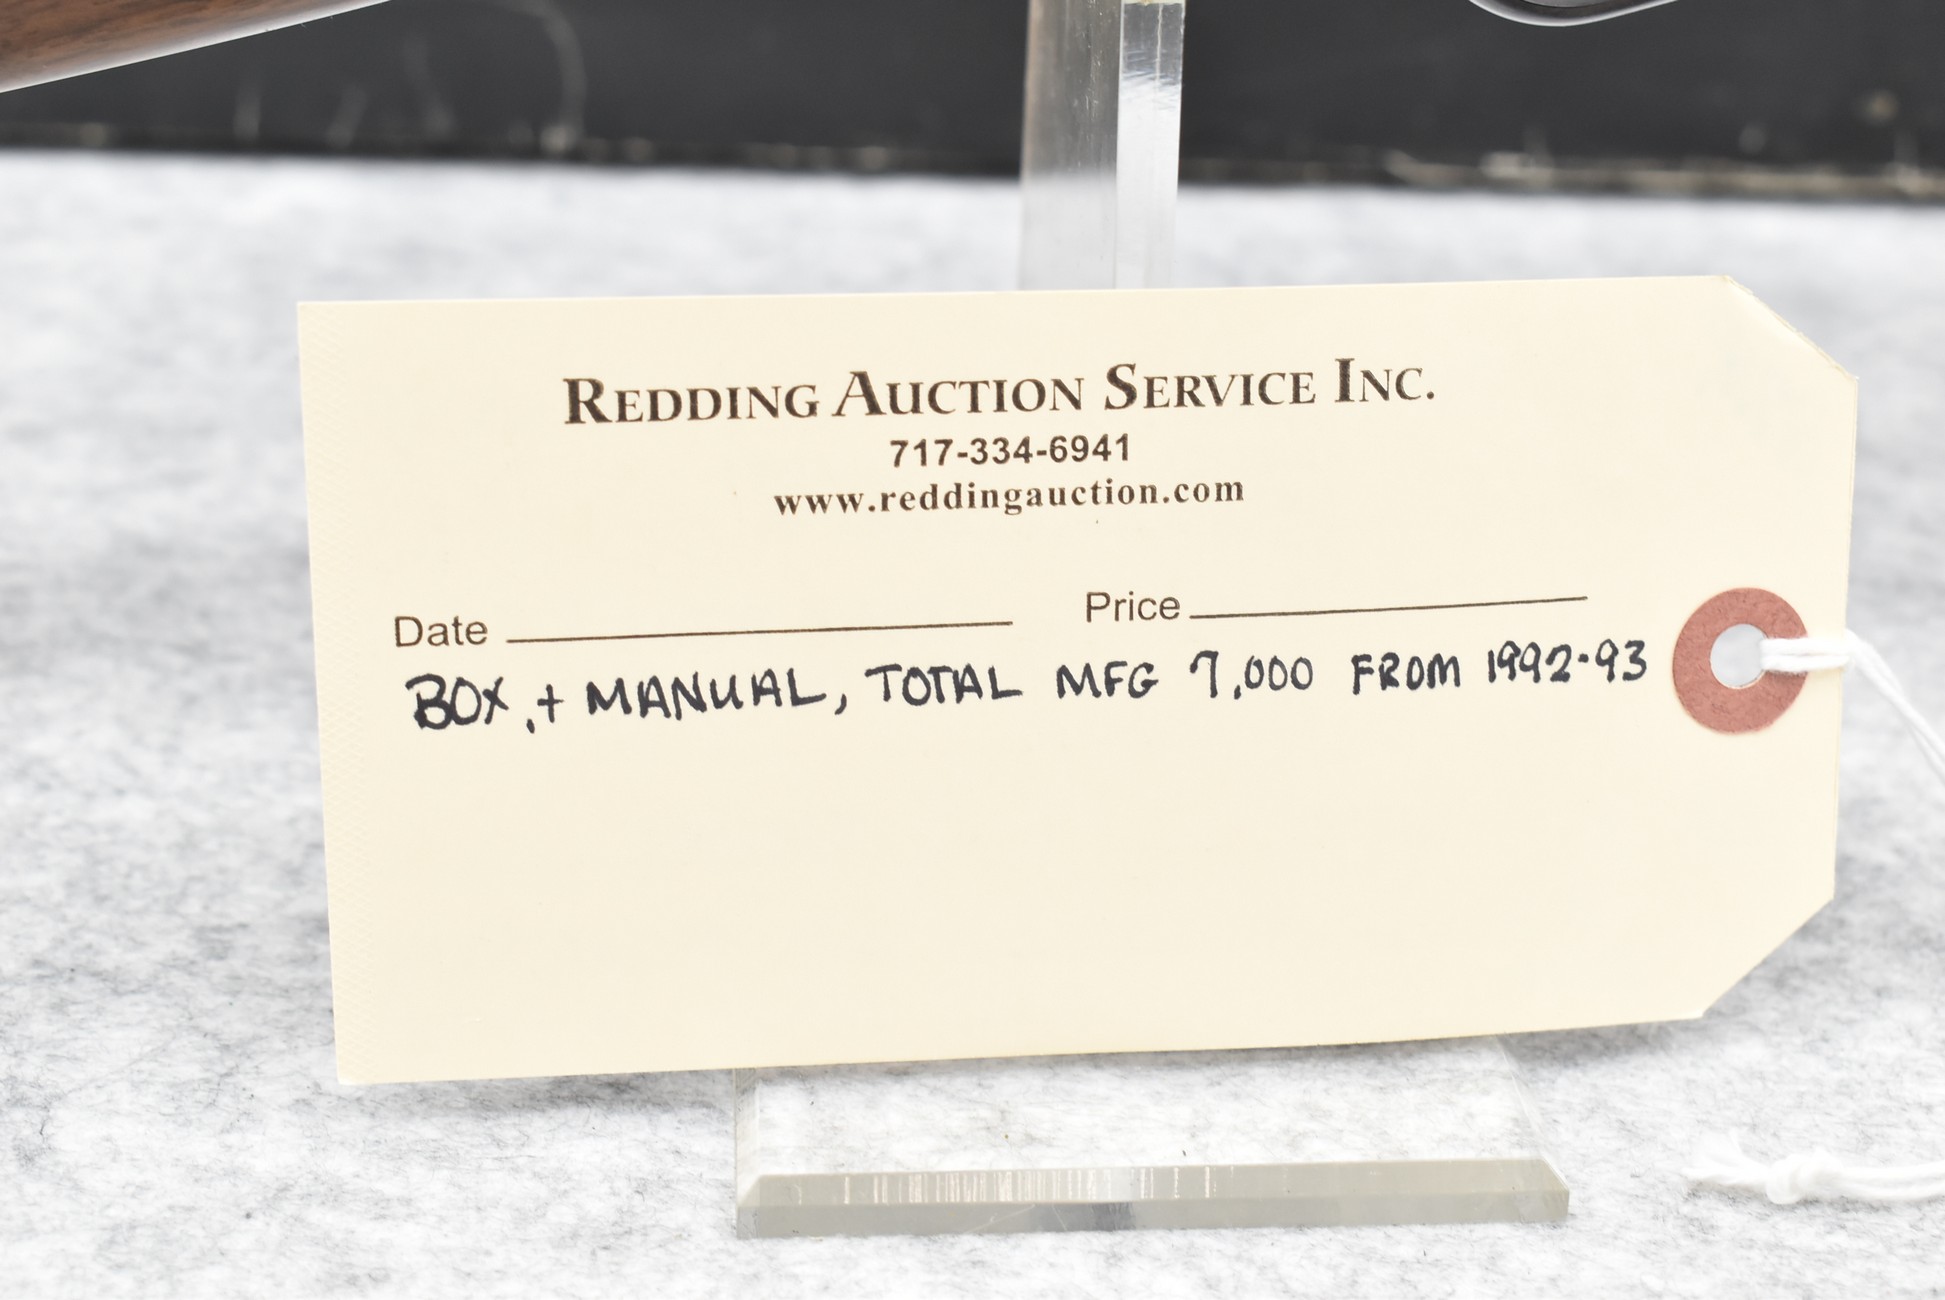 REDDING AUCTION SERVICE INC.
717-334-6941
www.reddingauction.com
Date Price
BOX, + MANUAL, TOTAL MFG 7,000 FROM 1992-93